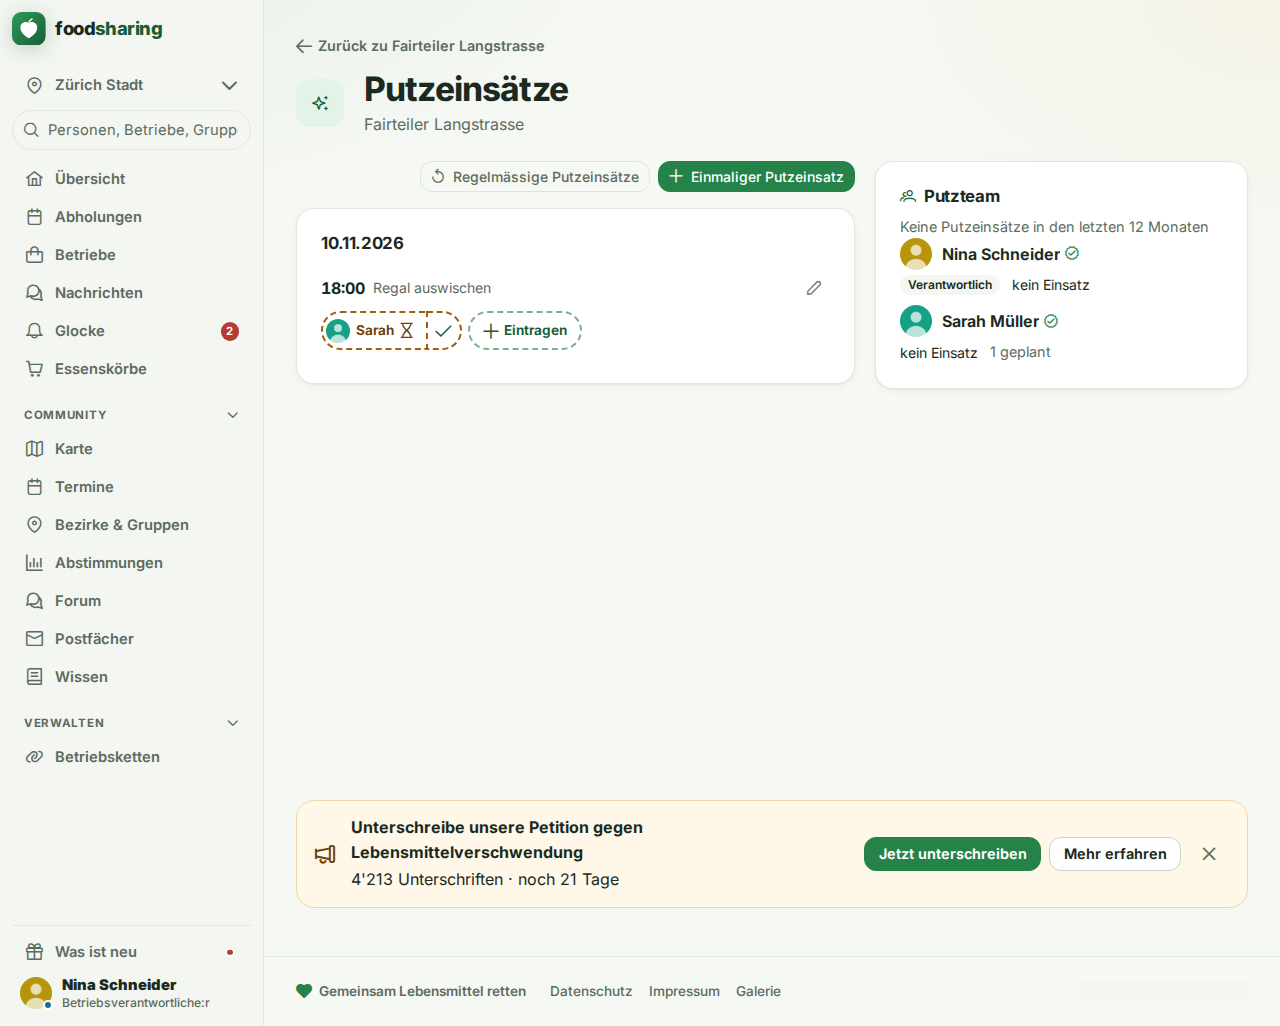 foodsharing
Zürich Stadt
Personen, Betriebe, Grupp
Übersicht
Abholungen
Betriebe
Nachrichten
Glocke 2
Essenskörbe
COMMUNITY
Karte
Termine
Bezirke & Gruppen
Abstimmungen
Forum
Postfächer
Wissen
VERWALTEN
Betriebsketten
Was ist neu
Nina Schneider
Betriebsverantwortliche:r
Zurück zu Fairteiler Langstrasse
Putzeinsätze
Fairteiler Langstrasse
Regelmässige Putzeinsätze
Einmaliger Putzeinsatz
10.11.2026
18:00 Regal auswischen
Sarah
Eintragen
Putzteam
Keine Putzeinsätze in den letzten 12 Monaten
Nina Schneider
Verantwortlich kein Einsatz
Sarah Müller
kein Einsatz 1 geplant
Unterschreibe unsere Petition gegen
Lebensmittelverschwendung
4'213 Unterschriften · noch 21 Tage
Jetzt unterschreiben
Mehr erfahren
Gemeinsam Lebensmittel retten
Datenschutz
Impressum
Galerie